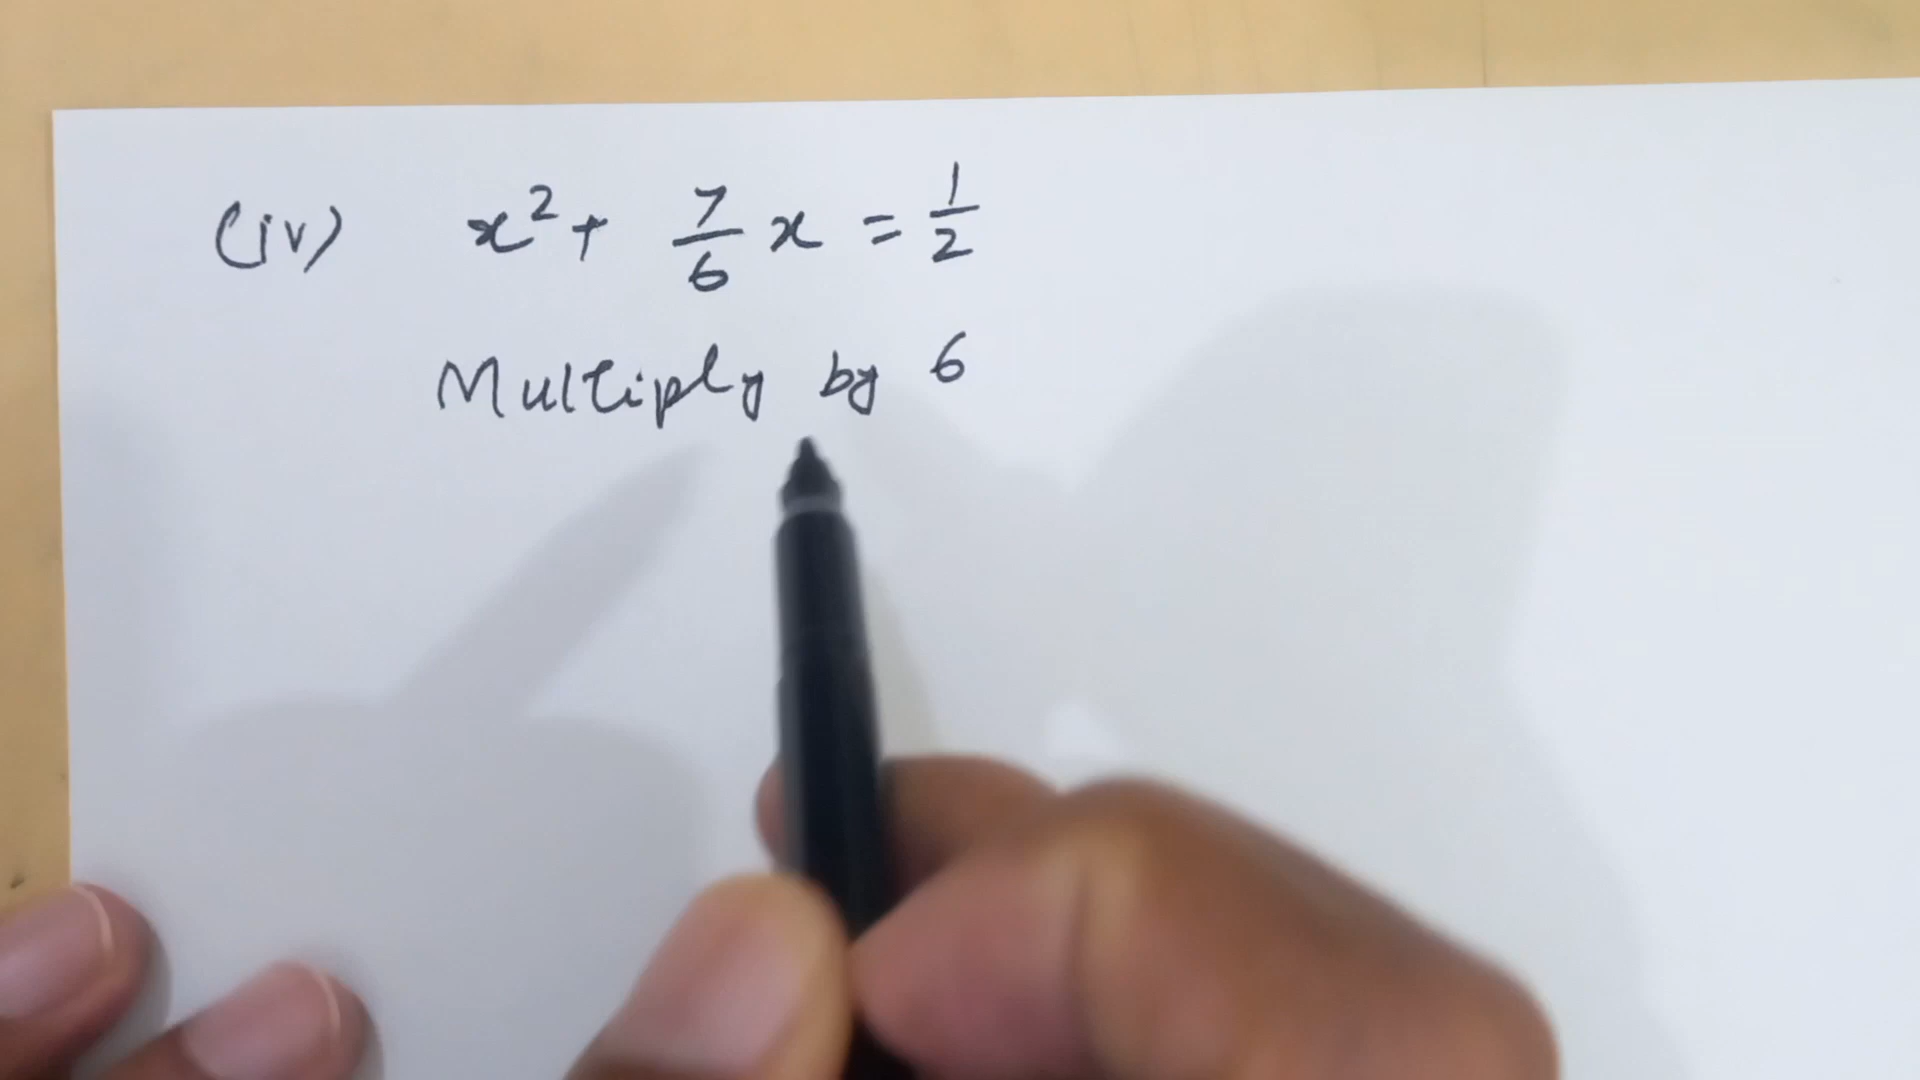 (iv) x² + 7/6 x = 1/2
Multiply by 6